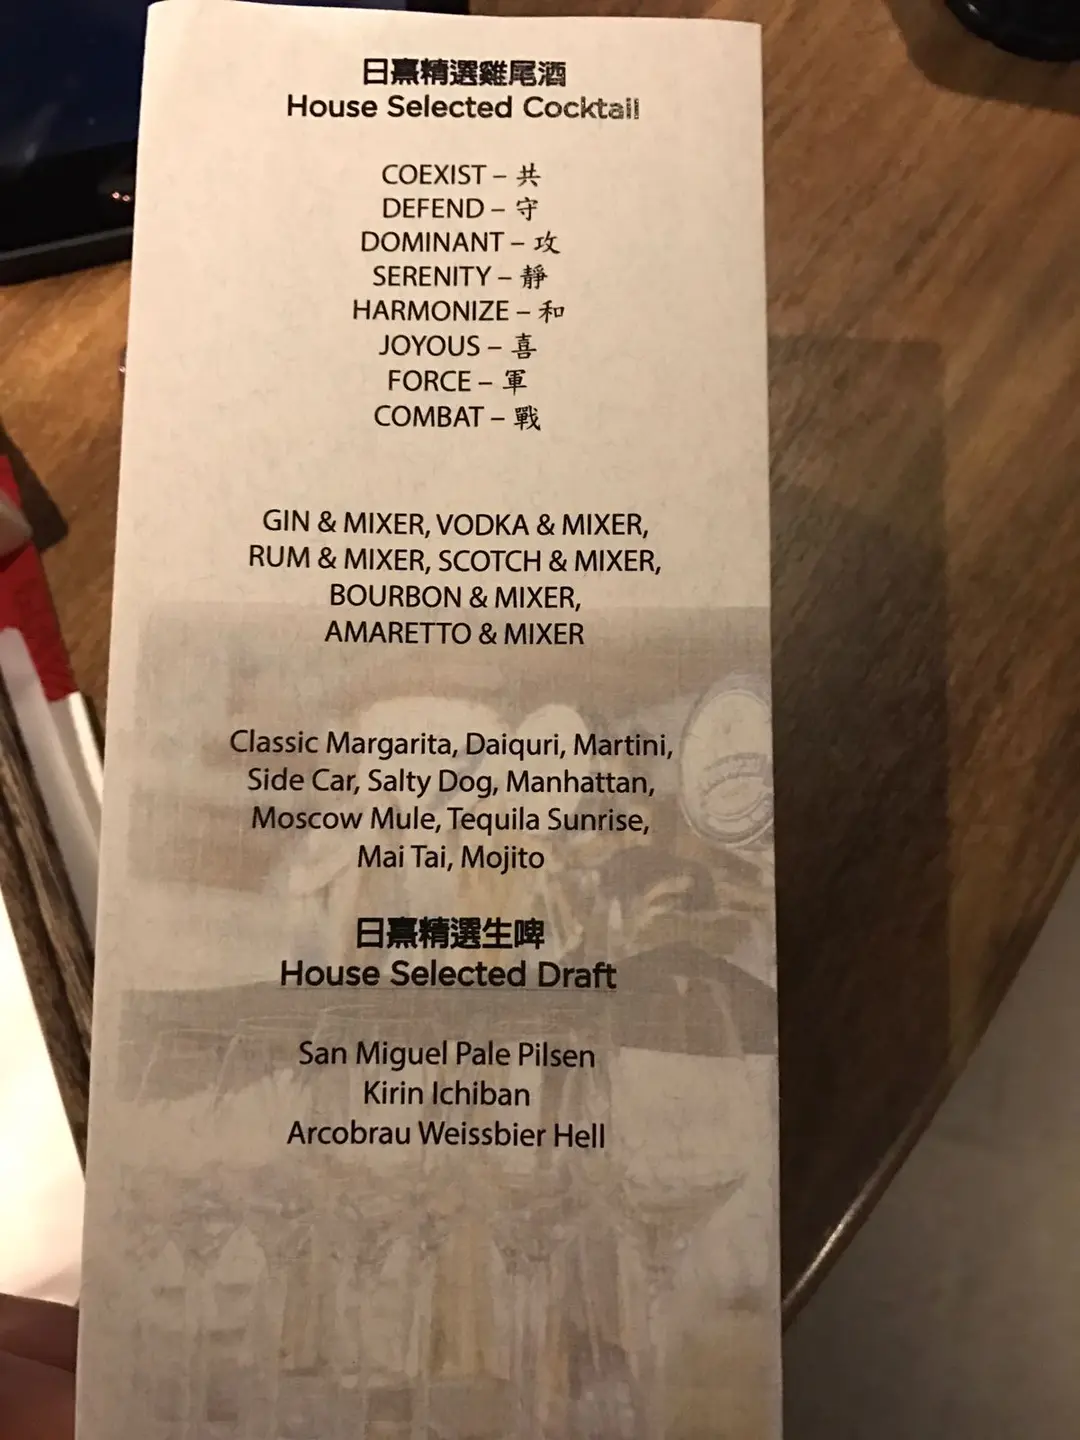 日熹精選雞尾酒
House Selected Cocktail
COEXIST – 共
DEFEND – 守
DOMINANT – 攻
SERENITY – 靜
HARMONIZE – 和
JOYOUS – 喜
FORCE – 軍
COMBAT – 戰
GIN & MIXER, VODKA & MIXER,
RUM & MIXER, SCOTCH & MIXER,
BOURBON & MIXER,
AMARETTO & MIXER
Classic Margarita, Daiquri, Martini,
Side Car, Salty Dog, Manhattan,
Moscow Mule, Tequila Sunrise,
Mai Tai, Mojito
日熹精選生啤
House Selected Draft
San Miguel Pale Pilsen
Kirin Ichiban
Arcobrau Weissbier Hell